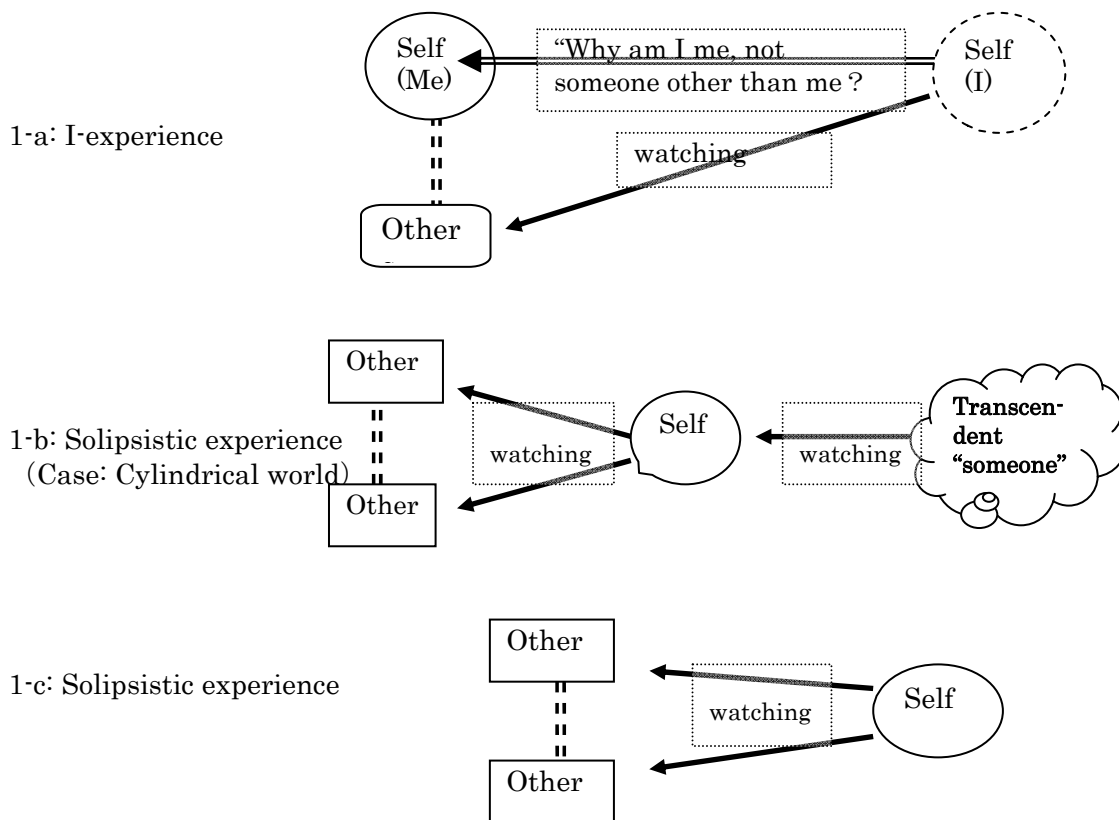 Self
(Me)
“Why am I me, not
someone other than me？
Self
(I)
1-a: I-experience
watching
Other
Other
1-b: Solipsistic experience
（Case: Cylindrical world）
watching
Self
watching
Transcen-
dent
“someone”
Other
Other
1-c: Solipsistic experience
watching
Self
Other